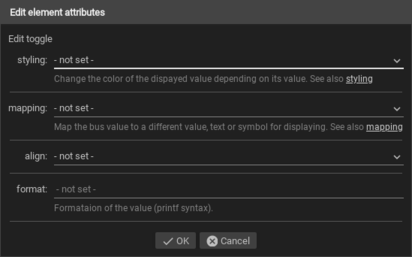 Edit element attributes
Edit toggle
styling: - not set -
Change the color of the dispayed value depending on its value. See also styling
mapping: - not set -
Map the bus value to a different value, text or symbol for displaying. See also mapping
align: - not set -
format: - not set -
Formataion of the value (printf syntax).
OK Cancel